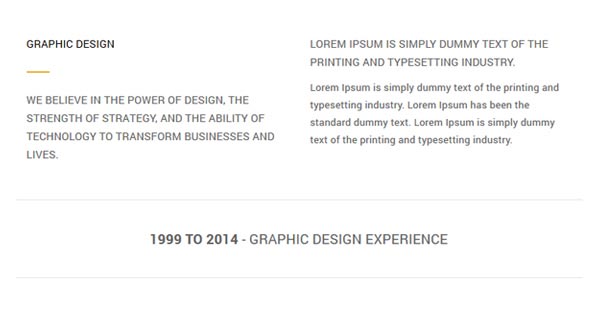 GRAPHIC DESIGN
WE BELIEVE IN THE POWER OF DESIGN, THE
STRENGTH OF STRATEGY, AND THE ABILITY OF
TECHNOLOGY TO TRANSFORM BUSINESSES AND
LIVES.
LOREM IPSUM IS SIMPLY DUMMY TEXT OF THE
PRINTING AND TYPESETTING INDUSTRY.
Lorem Ipsum is simply dummy text of the printing and
typesetting industry. Lorem Ipsum has been the
standard dummy text. Lorem Ipsum is simply dummy
text of the printing and typesetting industry.
1999 TO 2014 - GRAPHIC DESIGN EXPERIENCE